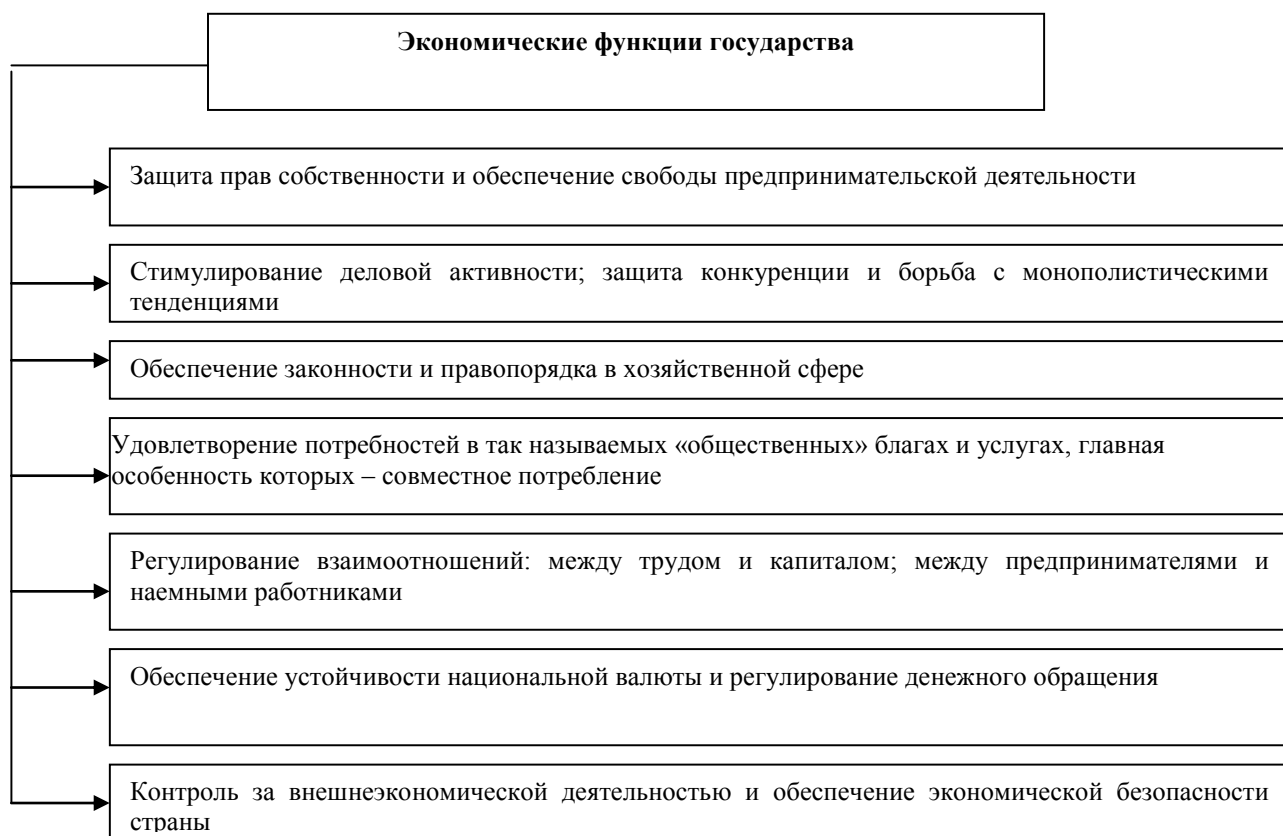 Экономические функции государства
Защита прав собственности и обеспечение свободы предпринимательской деятельности
Стимулирование деловой активности; защита конкуренции и борьба с монополистическими
тенденциями
Обеспечение законности и правопорядка в хозяйственной сфере
Удовлетворение потребностей в так называемых «общественных» благах и услугах, главная
особенность которых – совместное потребление
Регулирование взаимоотношений: между трудом и капиталом; между предпринимателями и
наемными работниками
Обеспечение устойчивости национальной валюты и регулирование денежного обращения
Контроль за внешнеэкономической деятельностью и обеспечение экономической безопасности
страны